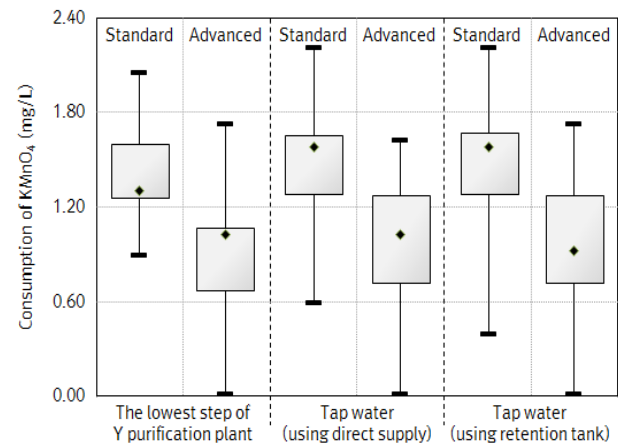 Consumption of KMnO₄ (mg/L)
2.40
1.80
1.20
0.60
0.00
Standard Advanced Standard Advanced Standard Advanced
The lowest step of
Y purification plant
Tap water
(using direct supply)
Tap water
(using retention tank)